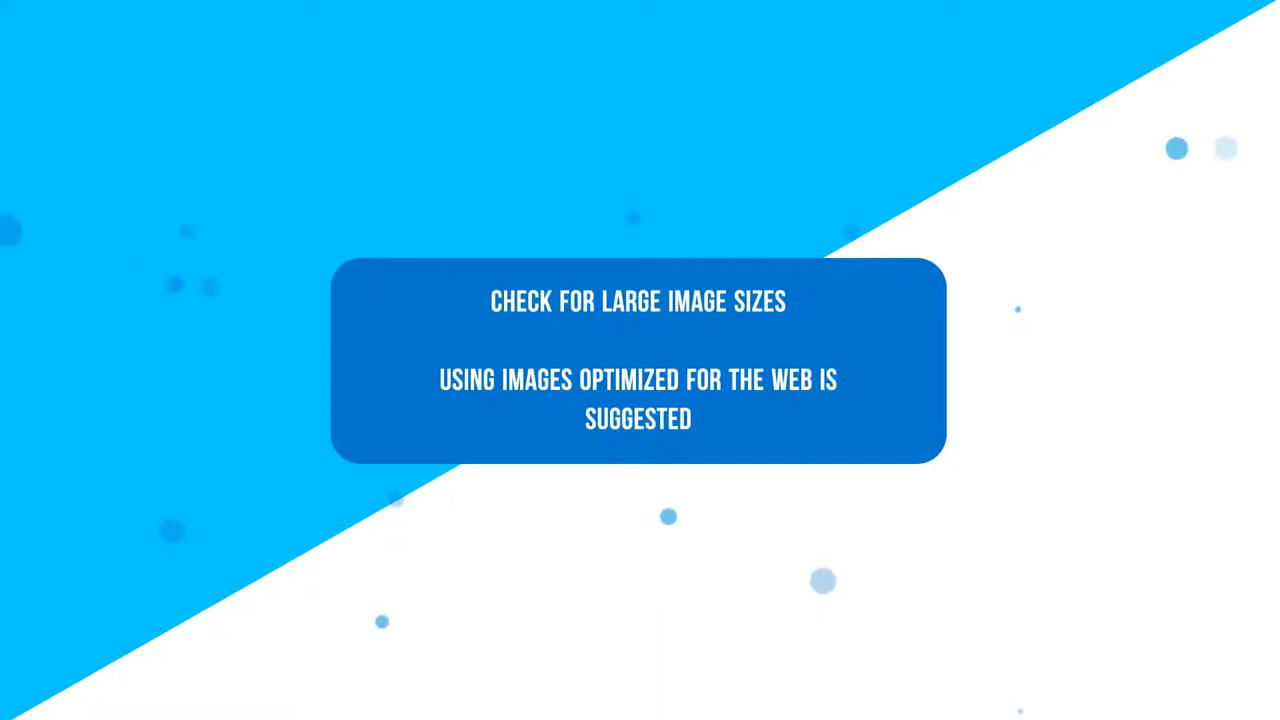 CHECK FOR LARGE IMAGE SIZES
USING IMAGES OPTIMIZED FOR THE WEB IS
SUGGESTED